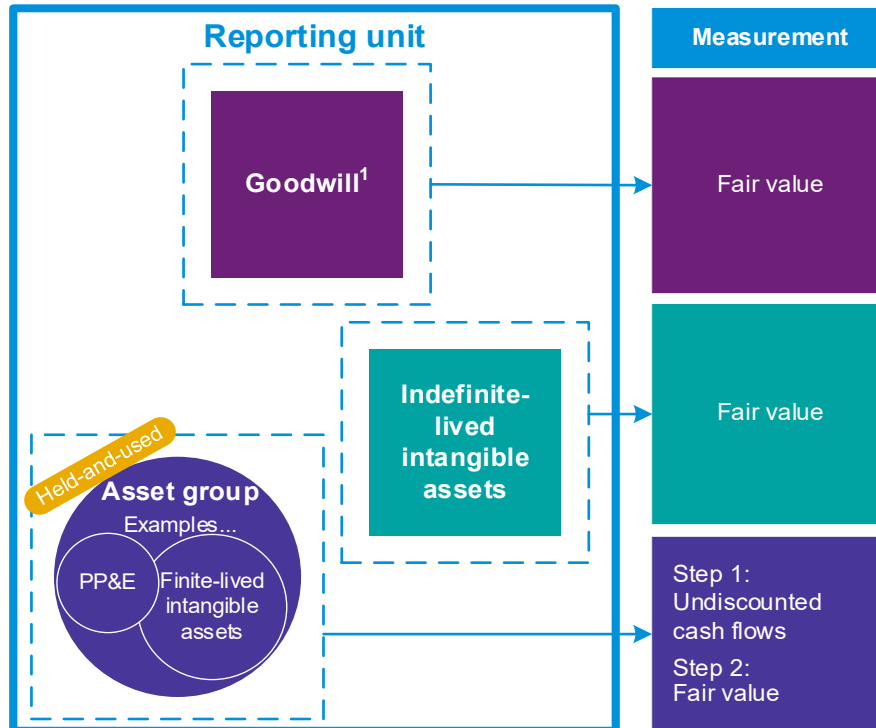 Reporting unit
Measurement
Goodwill¹
Fair value
Indefinite-
lived
intangible
assets
Fair value
Held-and-used
Asset group
Examples...
PP&E
Finite-lived
intangible
assets
Step 1:
Undiscounted
cash flows
Step 2:
Fair value